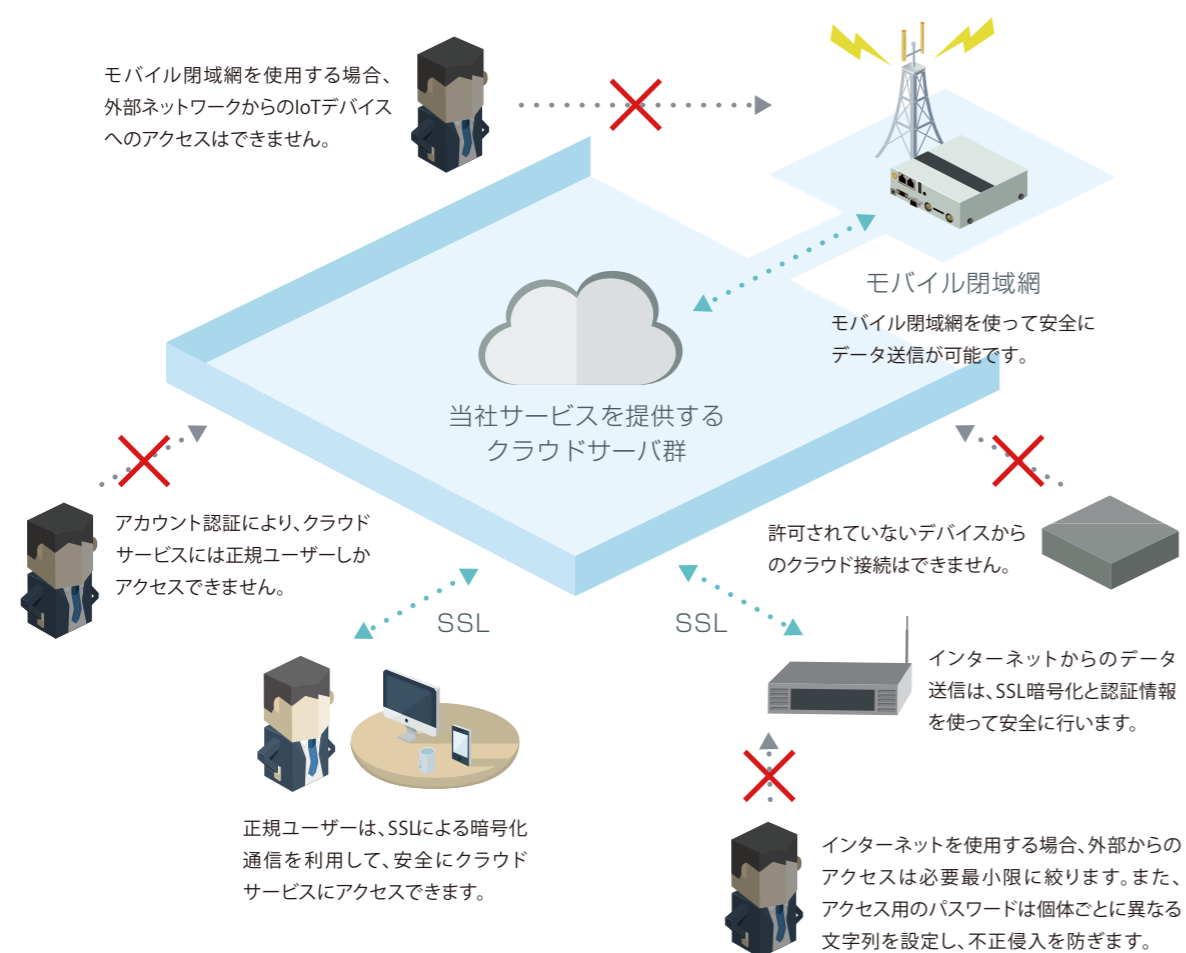 モバイル閉域網を使用する場合、
外部ネットワークからのIoTデバイス
へのアクセスはできません。
モバイル閉域網
モバイル閉域網を使って安全に
データ送信が可能です。
当社サービスを提供する
クラウドサーバ群
アカウント認証により、クラウド
サービスには正規ユーザーしか
アクセスできません。
許可されていないデバイスから
のクラウド接続はできません。
SSL
SSL
インターネットからのデータ
送信は、SSL暗号化と認証情報
を使って安全に行います。
正規ユーザーは、SSLによる暗号化
通信を利用して、安全にクラウド
サービスにアクセスできます。
インターネットを使用する場合、外部からの
アクセスは必要最小限に絞ります。また、
アクセス用のパスワードは個体ごとに異なる
文字列を設定し、不正侵入を防ぎます。